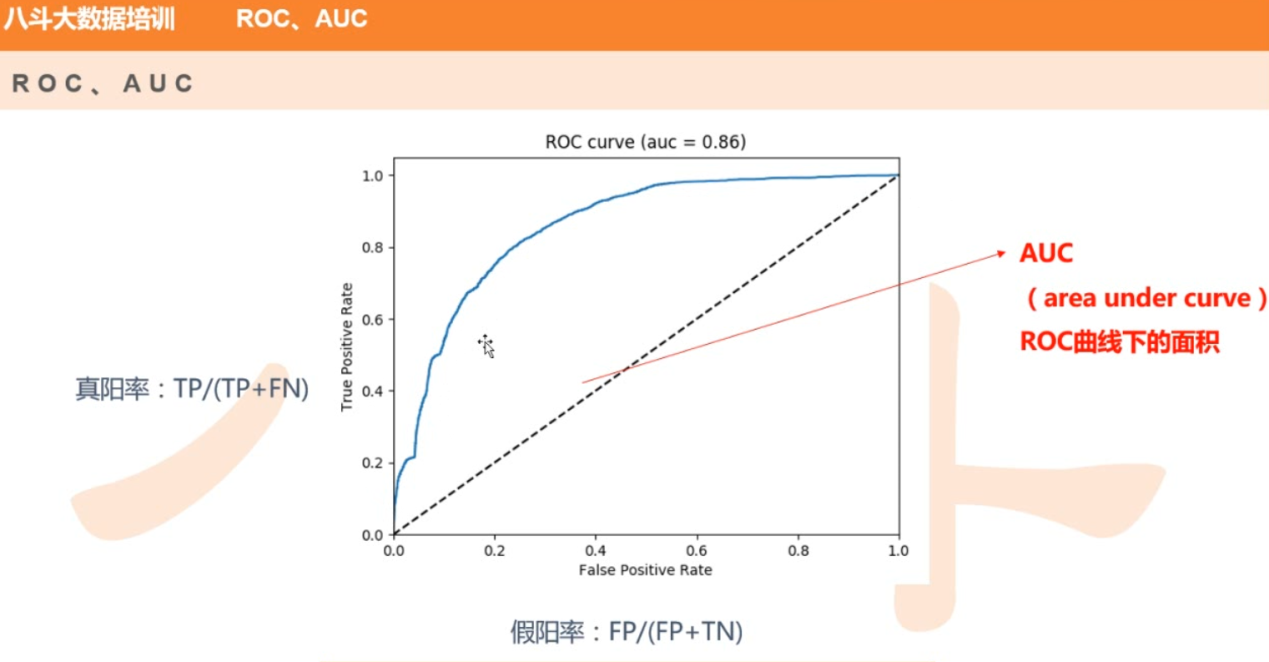 八斗大数据培训 ROC、AUC
ROC、AUC
ROC curve (auc = 0.86)
1.0
0.8
0.6
0.4
0.2
0.0
True Positive Rate
0.0 0.2 0.4 0.6 0.8 1.0
False Positive Rate
真阳率：TP/(TP+FN)
AUC
（area under curve）
ROC曲线下的面积
假阳率：FP/(FP+TN)